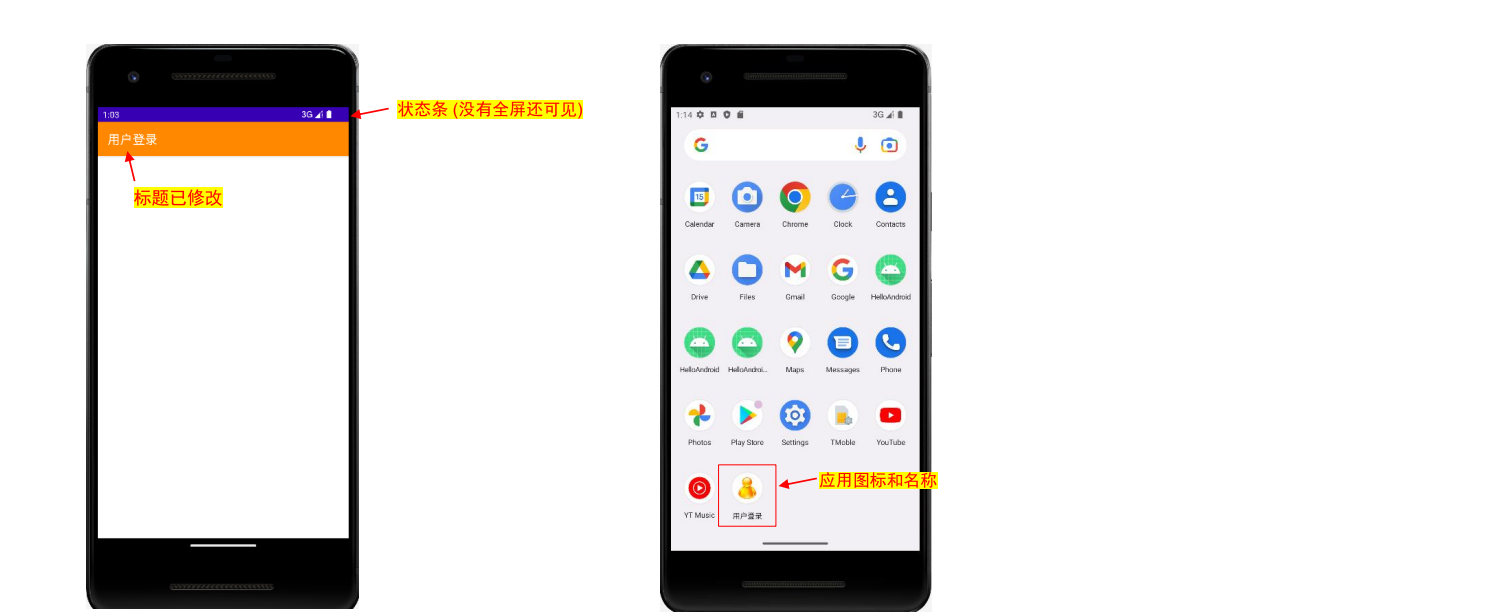 1:03
3G
状态条 (没有全屏还可见)
用户登录
标题已修改
1:14
3G
15
Calendar
Camera
Chrome
Clock
Contacts
Drive
Files
Gmail
Google
HelloAndroid
HelloAndroid
HelloAndroi...
Maps
Messages
Phone
Photos
Play Store
Settings
TMoble
YouTube
YT Music
用户登录
应用图标和名称